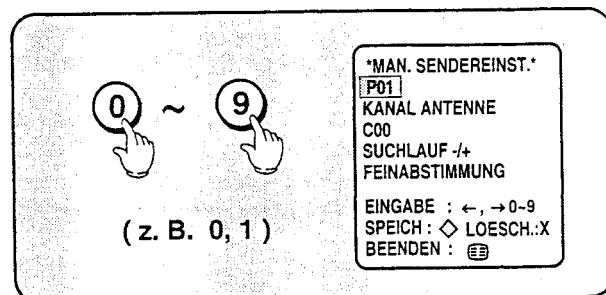 0 ~ 9
( z. B. 0, 1 )
*MAN. SENDEREINST.*
P01
KANAL ANTENNE
C00
SUCHLAUF -/+
FEINABSTIMMUNG
EINGABE : ←, → 0~9
SPEICH : ◇ LOESCH.:X
BEENDEN :